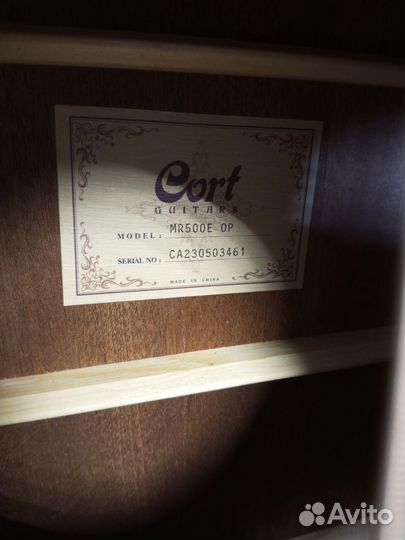 Cort
GUITARS
MODEL: MR500E OP
SERIAL NO: CA230503461
MADE IN CHINA
Avito